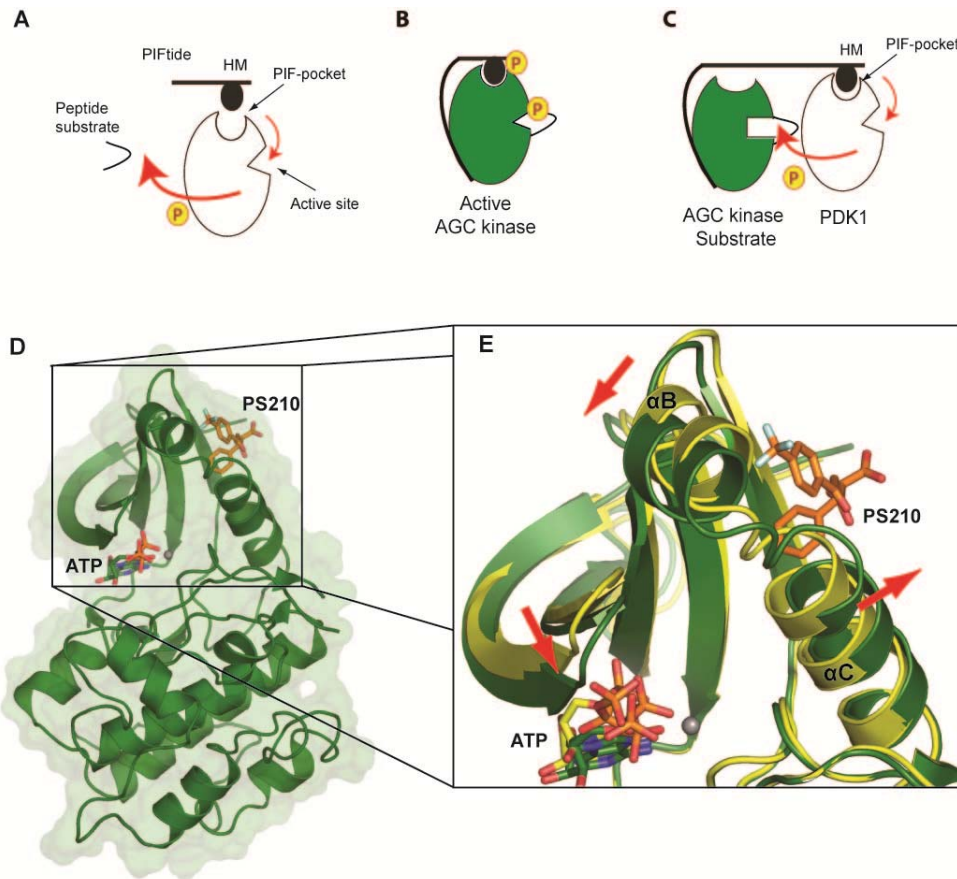 A
PIFtide
HM
PIF-pocket
Peptide
substrate
P
Active site
B
P
P
Active
AGC kinase
C
HM
PIF-pocket
P
AGC kinase
Substrate
PDK1
D
PS210
ATP
E
αB
PS210
αC
ATP